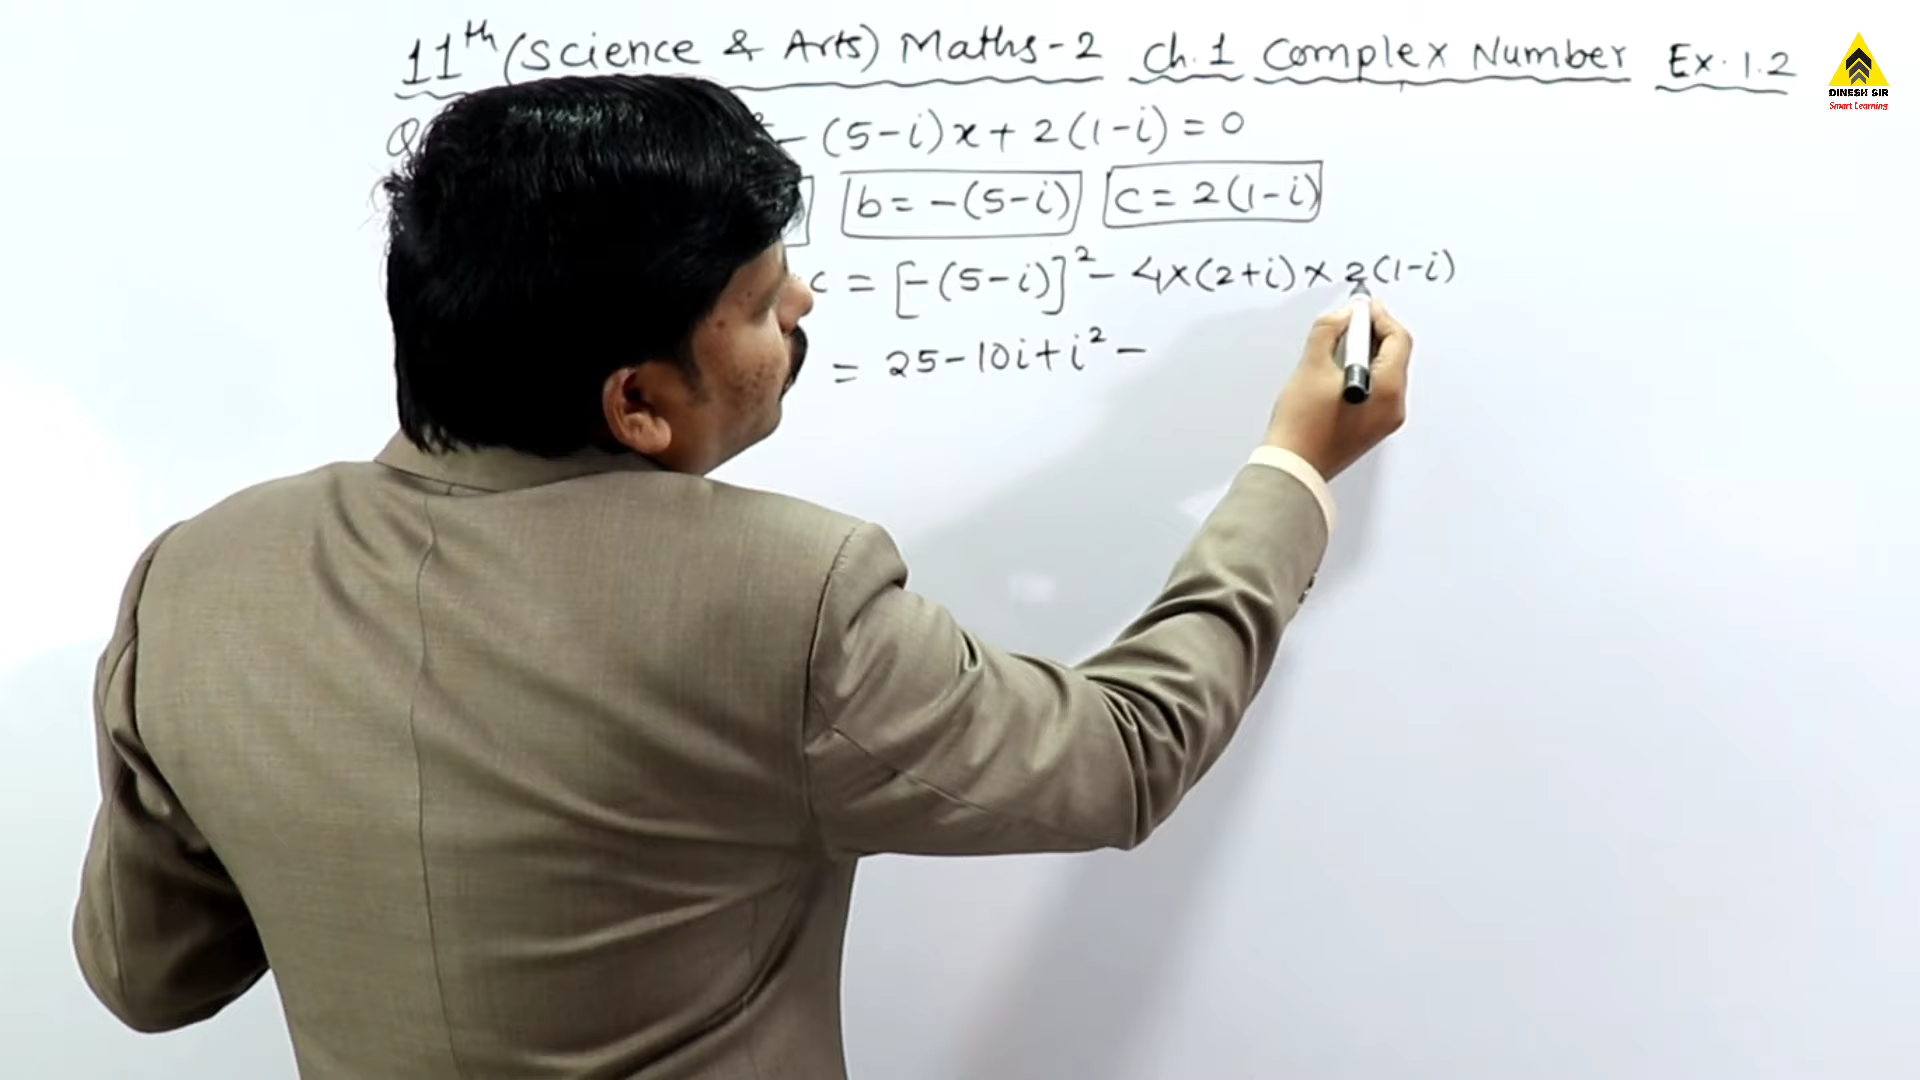 11th (Science & Arts) Maths-2 Ch.1 Complex Number Ex. 1.2
DINESH SIR
Smart Learning
Q - (5-i)x + 2(1-i) = 0
b = -(5-i) c = 2(1-i)
c = [-(5-i)]² - 4×(2+i)×2(1-i)
= 25-10i+i² -